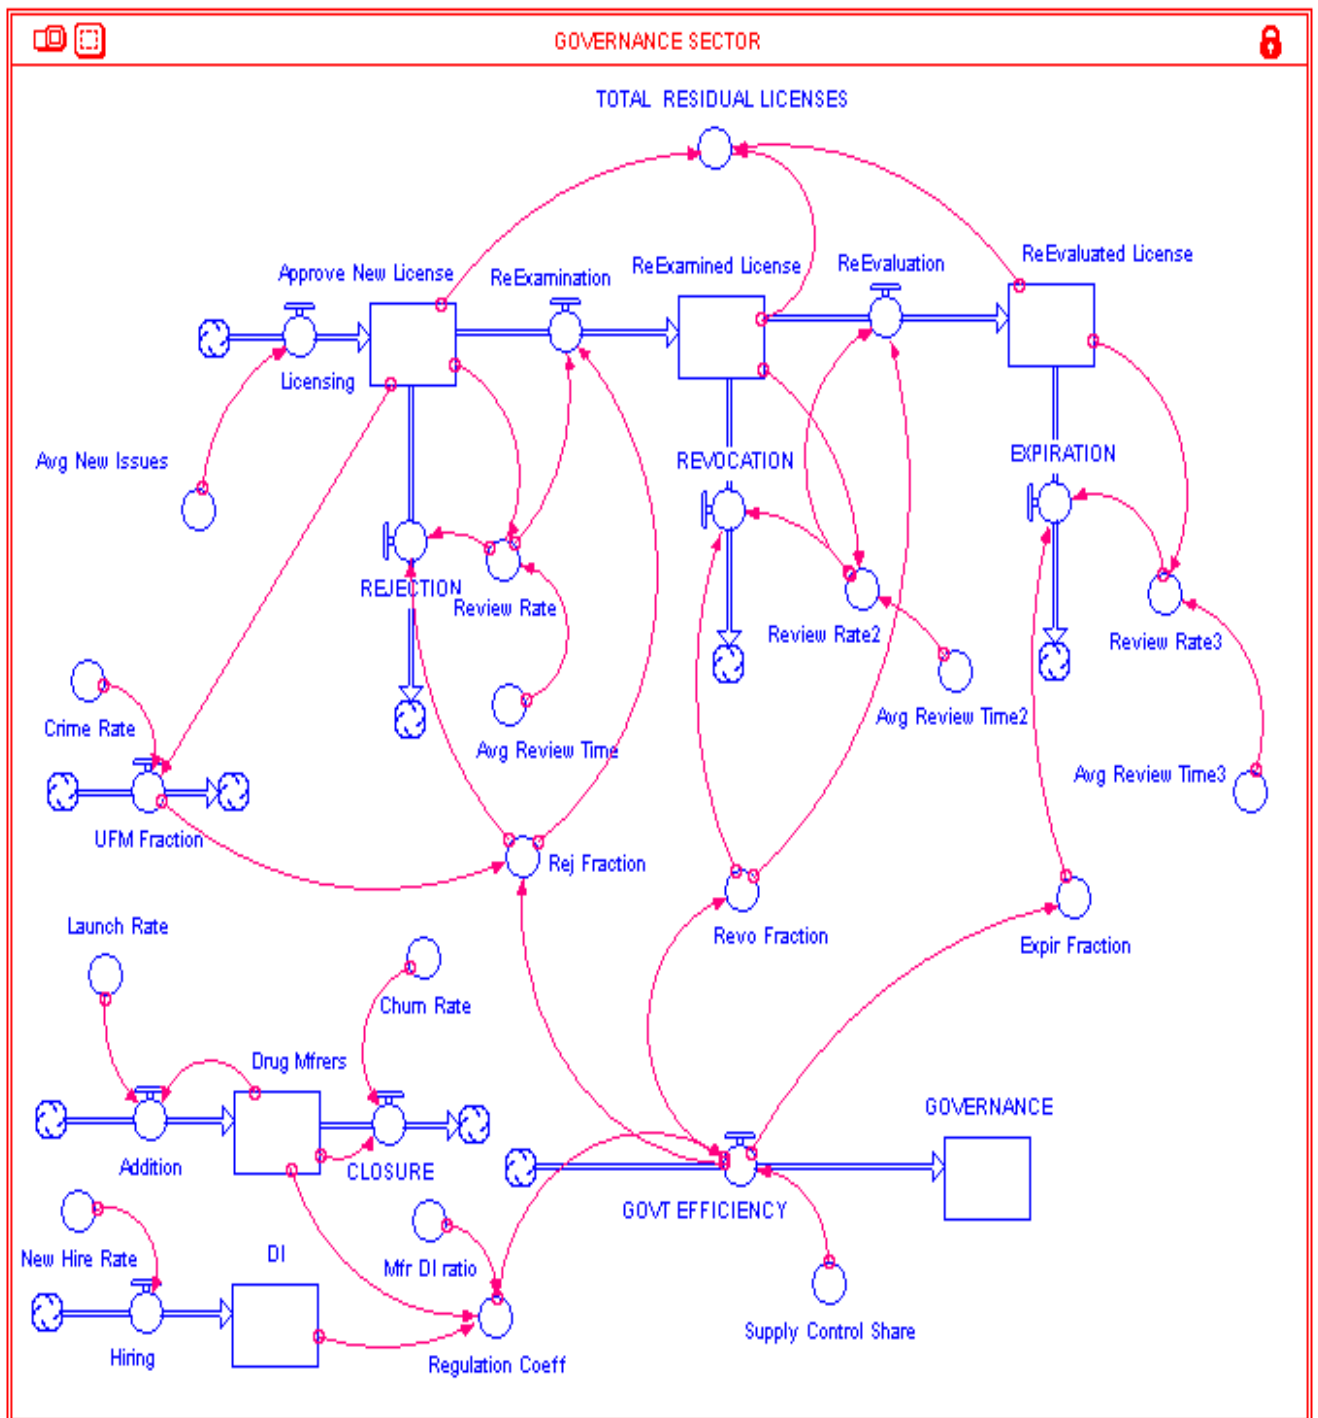 GOVERNANCE SECTOR
TOTAL RESIDUAL LICENSES
Approve New License
ReExamination
ReExamined License
ReEvaluation
ReEvaluated License
Licensing
Avg New Issues
REVOCATION
EXPIRATION
REJECTION
Review Rate
Review Rate2
Review Rate3
Crime Rate
Avg Review Time
Avg Review Time2
Avg Review Time3
UFM Fraction
Rej Fraction
Revo Fraction
Expir Fraction
Launch Rate
Churn Rate
Drug Mfrers
GOVERNANCE
Addition
CLOSURE
GOVT EFFICIENCY
New Hire Rate
DI
Mfr DI ratio
Supply Control Share
Hiring
Regulation Coeff